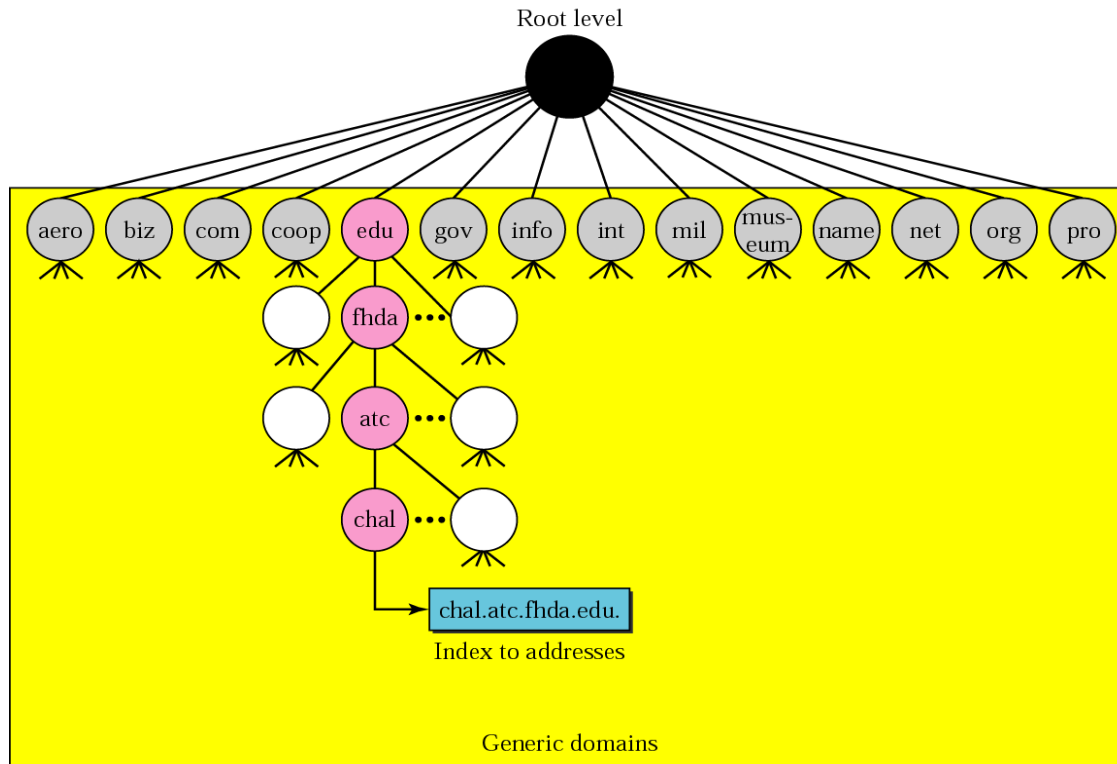 Root level
aero biz com coop edu gov info int mil mus-
eum name net org pro
fhda
atc
chal
chal.atc.fhda.edu.
Index to addresses
Generic domains